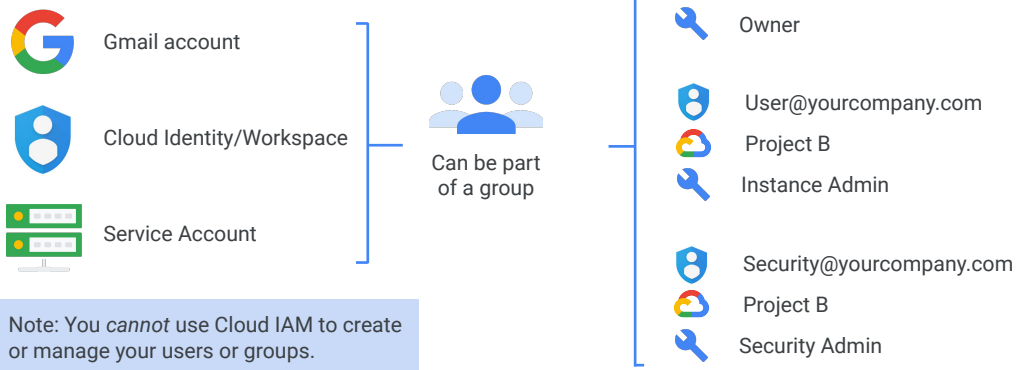 Gmail account
Cloud Identity/Workspace
Service Account
Note: You cannot use Cloud IAM to create
or manage your users or groups.
Can be part
of a group
Owner
User@yourcompany.com
Project B
Instance Admin
Security@yourcompany.com
Project B
Security Admin